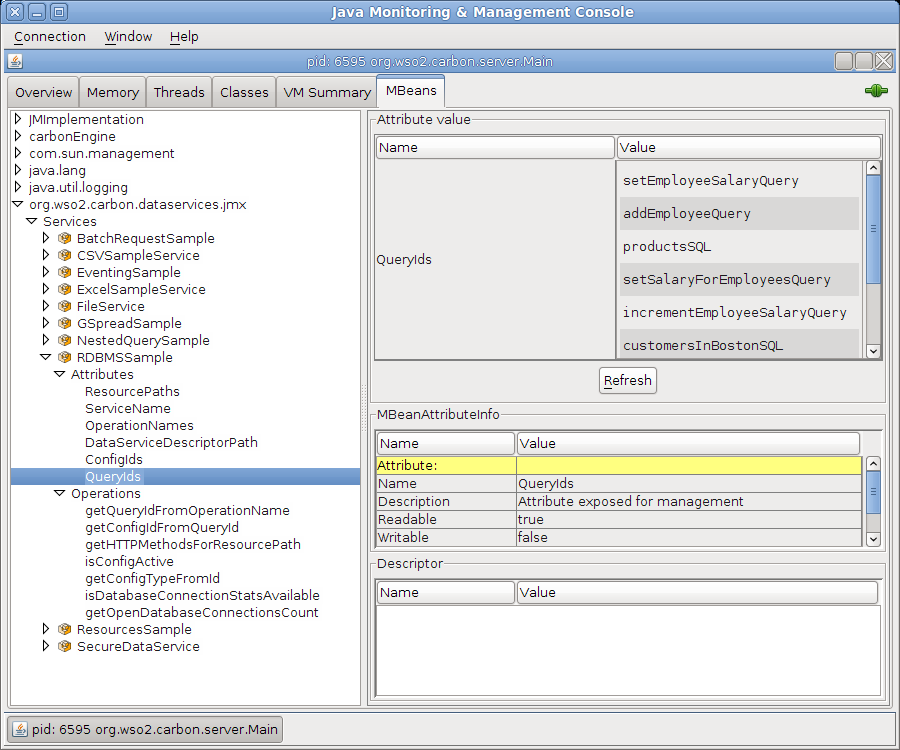 Java Monitoring & Management Console
Connection Window Help
pid: 6595 org.wso2.carbon.server.Main
Overview Memory Threads Classes VM Summary MBeans
JMImplementation
carbonEngine
com.sun.management
java.lang
java.util.logging
org.wso2.carbon.dataservices.jmx
Services
BatchRequestSample
CSVSampleService
EventingSample
ExcelSampleService
FileService
GSpreadSample
NestedQuerySample
RDBMSSample
Attributes
ResourcePaths
ServiceName
OperationNames
DataServiceDescriptorPath
ConfigIds
QueryIds
Operations
getQueryIdFromOperationName
getConfigIdFromQueryId
getHTTPMethodsForResourcePath
isConfigActive
getConfigTypeFromId
isDatabaseConnectionStatsAvailable
getOpenDatabaseConnectionsCount
ResourcesSample
SecureDataService
Attribute value
Name Value
QueryIds
setEmployeeSalaryQuery
addEmployeeQuery
productsSQL
setSalaryForEmployeesQuery
incrementEmployeeSalaryQuery
customersInBostonSQL
Refresh
MBeanAttributeInfo
Name Value
Attribute:
Name QueryIds
Description Attribute exposed for management
Readable true
Writable false
Descriptor
Name Value
pid: 6595 org.wso2.carbon.server.Main